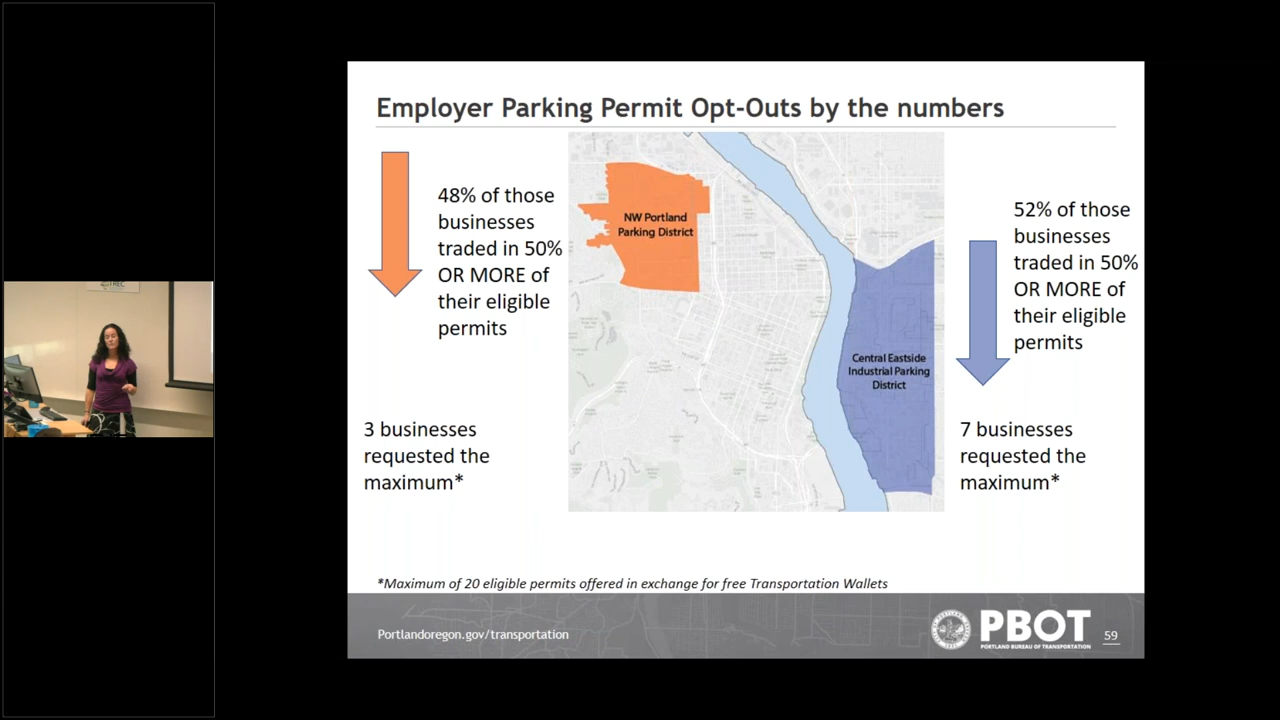 Employer Parking Permit Opt-Outs by the numbers
48% of those
businesses
traded in 50%
OR MORE of
their eligible
permits
3 businesses
requested the
maximum*
NW Portland
Parking District
Central Eastside
Industrial Parking
District
52% of those
businesses
traded in 50%
OR MORE of
their eligible
permits
7 businesses
requested the
maximum*
*Maximum of 20 eligible permits offered in exchange for free Transportation Wallets
Portlandoregon.gov/transportation
PBOT
PORTLAND BUREAU OF TRANSPORTATION
59
TREC